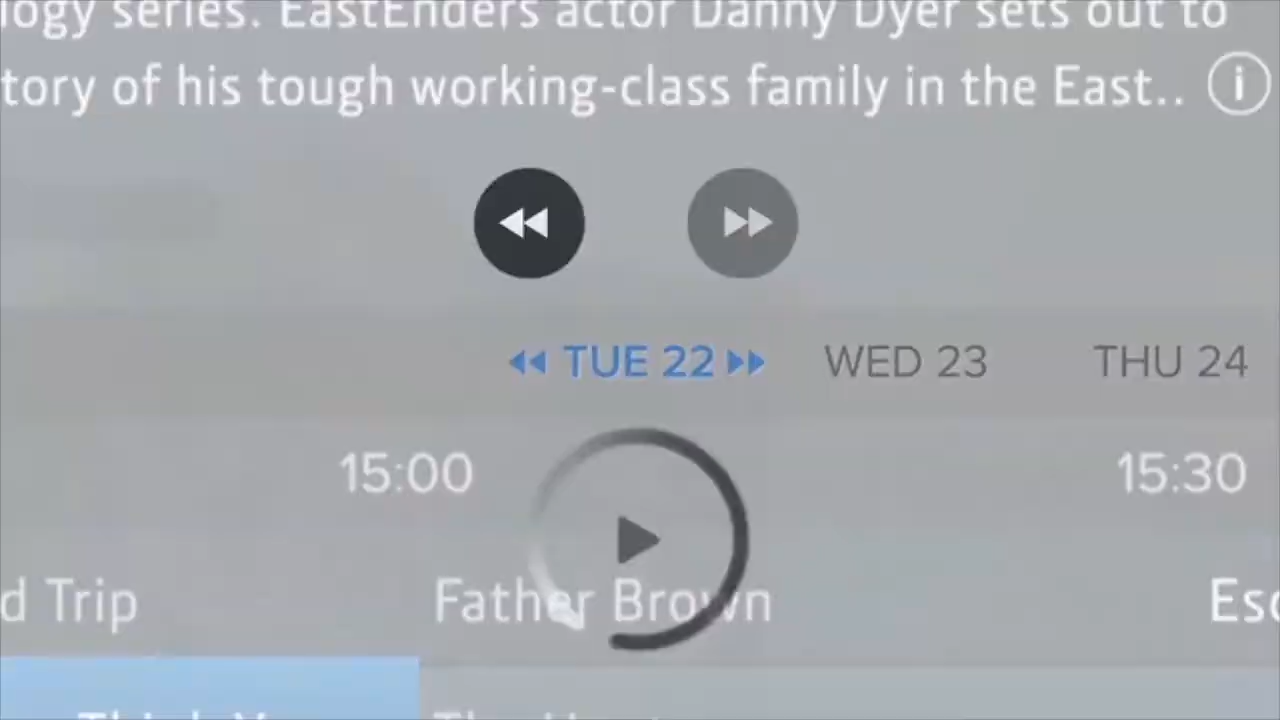 logy series. EastEnders actor Danny Dyer sets out to
tory of his tough working-class family in the East..
TUE 22 WED 23 THU 24
15:00 15:30
d Trip Father Brown Esc